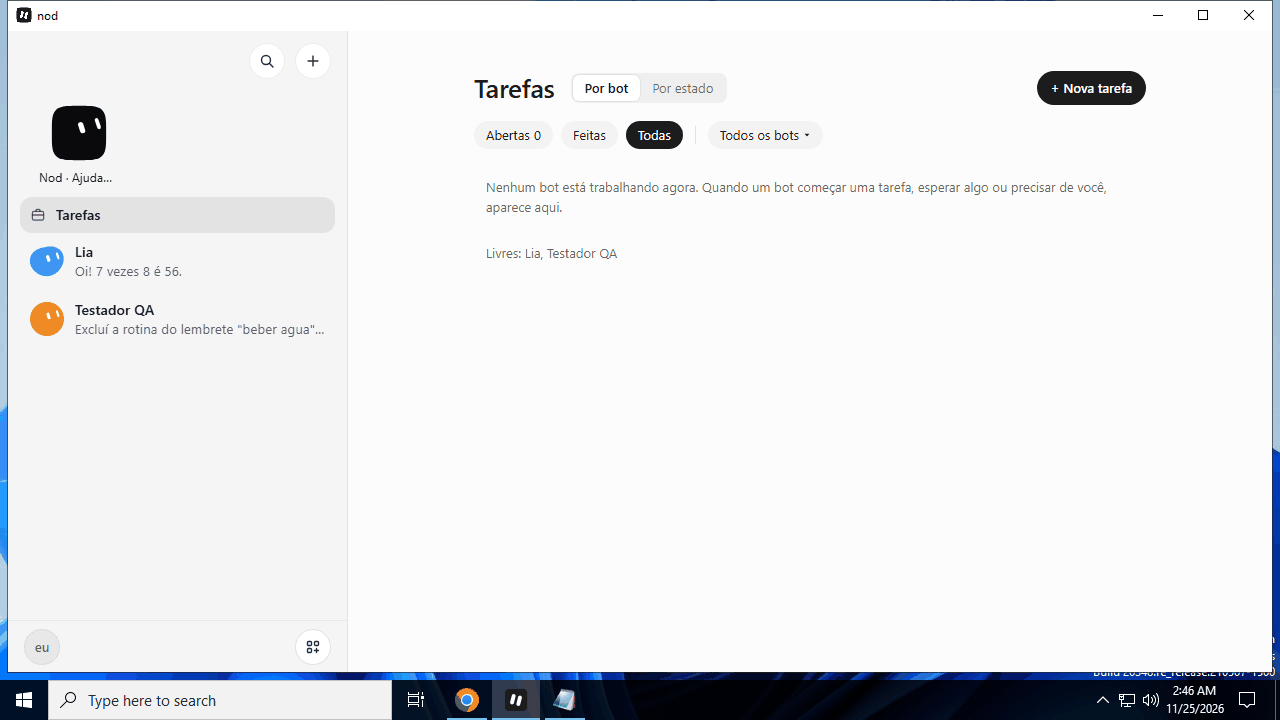 nod
Nod · Ajuda...
Tarefas
Lia
Oi! 7 vezes 8 é 56.
Testador QA
Excluí a rotina do lembrete "beber agua"...
eu
Tarefas
Por bot
Por estado
+ Nova tarefa
Abertas 0
Feitas
Todas
Todos os bots
Nenhum bot está trabalhando agora. Quando um bot começar uma tarefa, esperar algo ou precisar de você,
aparece aqui.
Livres: Lia, Testador QA
Type here to search
2:46 AM
11/25/2026